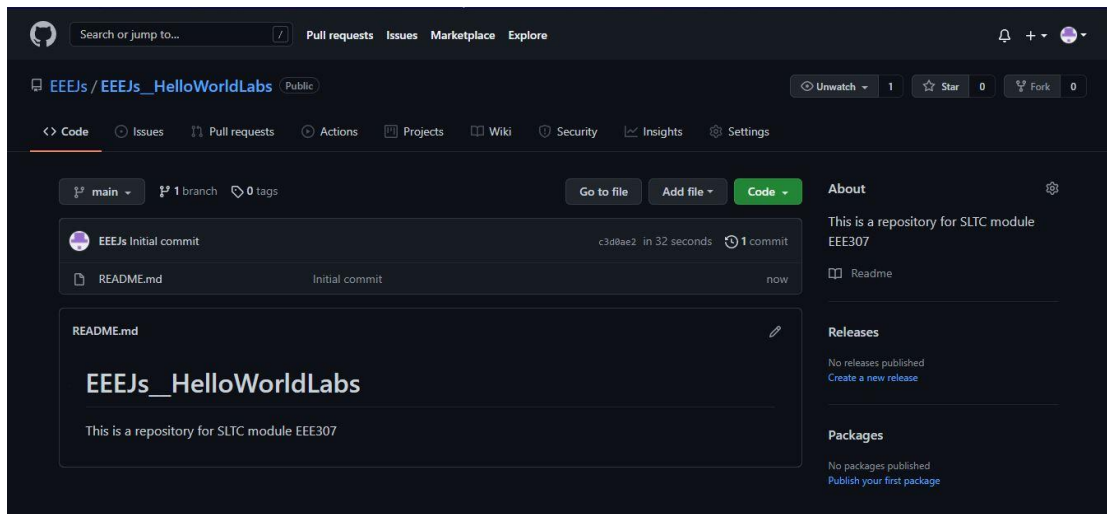 Search or jump to... /
Pull requests Issues Marketplace Explore
EEEJs / EEEJs__HelloWorldLabs Public
Unwatch 1 Star 0 Fork 0
Code Issues Pull requests Actions Projects Wiki Security Insights Settings
main 1 branch 0 tags
Go to file Add file Code
EEEJs Initial commit c3d0ae2 in 32 seconds 1 commit
README.md Initial commit now
README.md
EEEJs__HelloWorldLabs
This is a repository for SLTC module EEE307
About
This is a repository for SLTC module
EEE307
Readme
Releases
No releases published
Create a new release
Packages
No packages published
Publish your first package